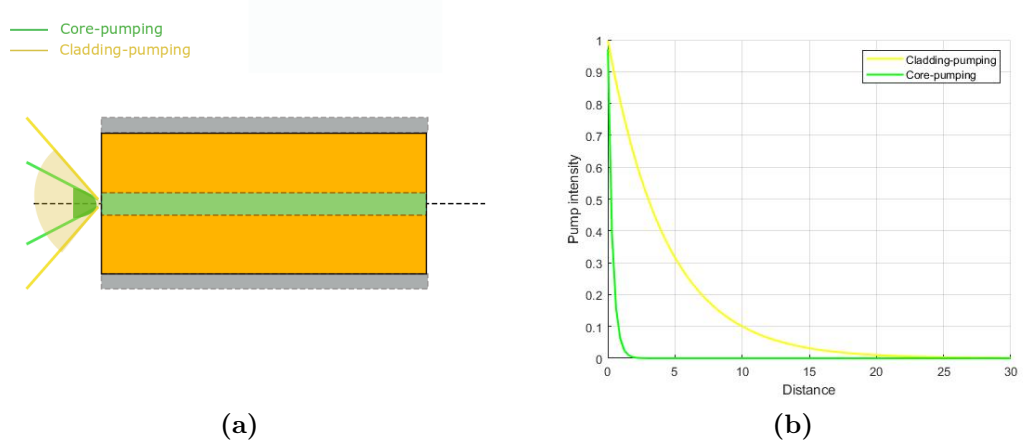 Core-pumping
Cladding-pumping
(a)
1
0.9
0.8
0.7
0.6
0.5
0.4
0.3
0.2
0.1
0
Pump intensity
Cladding-pumping
Core-pumping
0 5 10 15 20 25 30
Distance
(b)